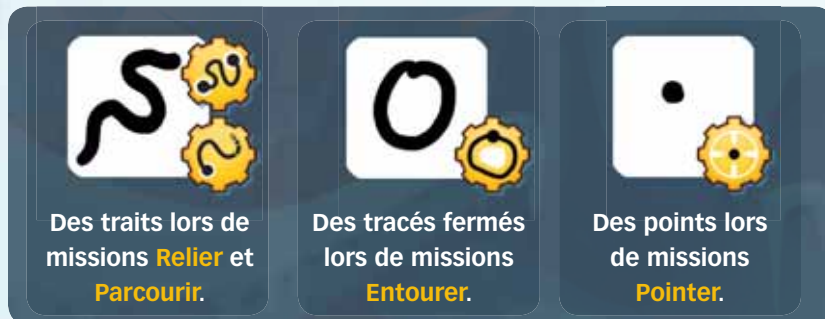 Des traits lors de
missions Relier et
Parcourir.
Des tracés fermés
lors de missions
Entourer.
Des points lors
de missions
Pointer.